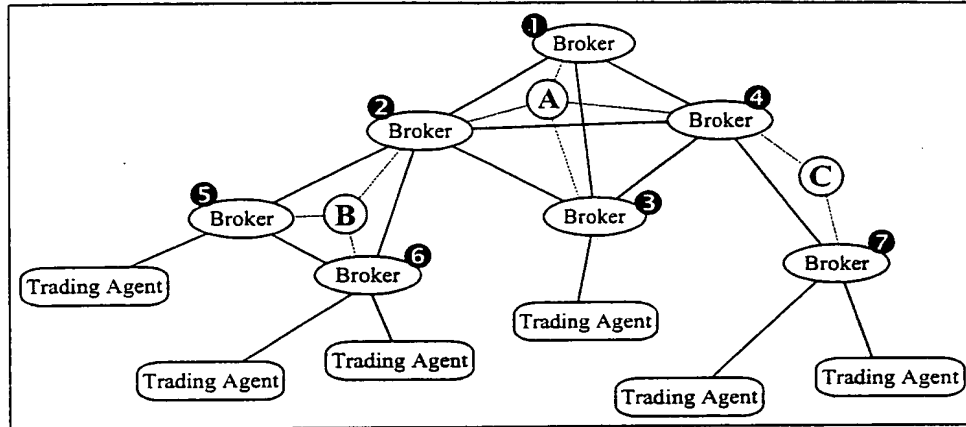 1
Broker
A
2
Broker
4
Broker
C
5
Broker
B
3
Broker
6
Broker
7
Broker
Trading Agent
Trading Agent
Trading Agent
Trading Agent
Trading Agent
Trading Agent